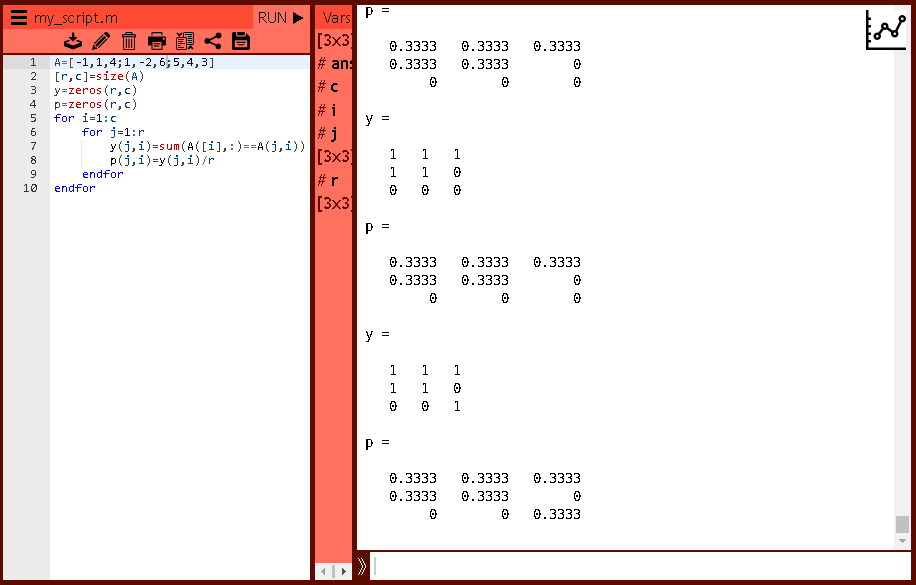 my_script.m
RUN
1 A=[-1,1,4;1,-2,6;5,4,3]
2 [r,c]=size(A)
3 y=zeros(r,c)
4 p=zeros(r,c)
5 for i=1:c
6 for j=1:r
7 y(j,i)=sum(A([i],:)==A(j,i))
8 p(j,i)=y(j,i)/r
9 endfor
10 endfor
Vars
[3x3]
# ans
# c
# i
# j
[3x3]
# r
[3x3]
p =
0.3333 0.3333 0.3333
0.3333 0.3333 0
0 0 0
y =
1 1 1
1 1 0
0 0 0
p =
0.3333 0.3333 0.3333
0.3333 0.3333 0
0 0 0
y =
1 1 1
1 1 0
0 0 1
p =
0.3333 0.3333 0.3333
0.3333 0.3333 0
0 0 0.3333